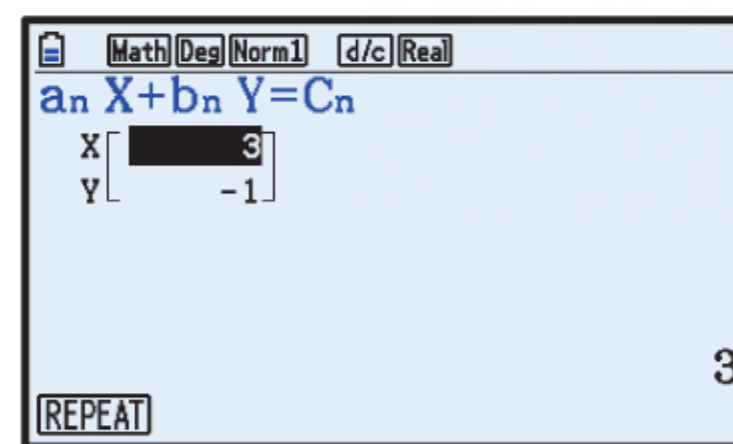 Math Deg Norm1 d/c Real
an X+bn Y=Cn
X[ 3]
Y[ -1]
3
REPEAT